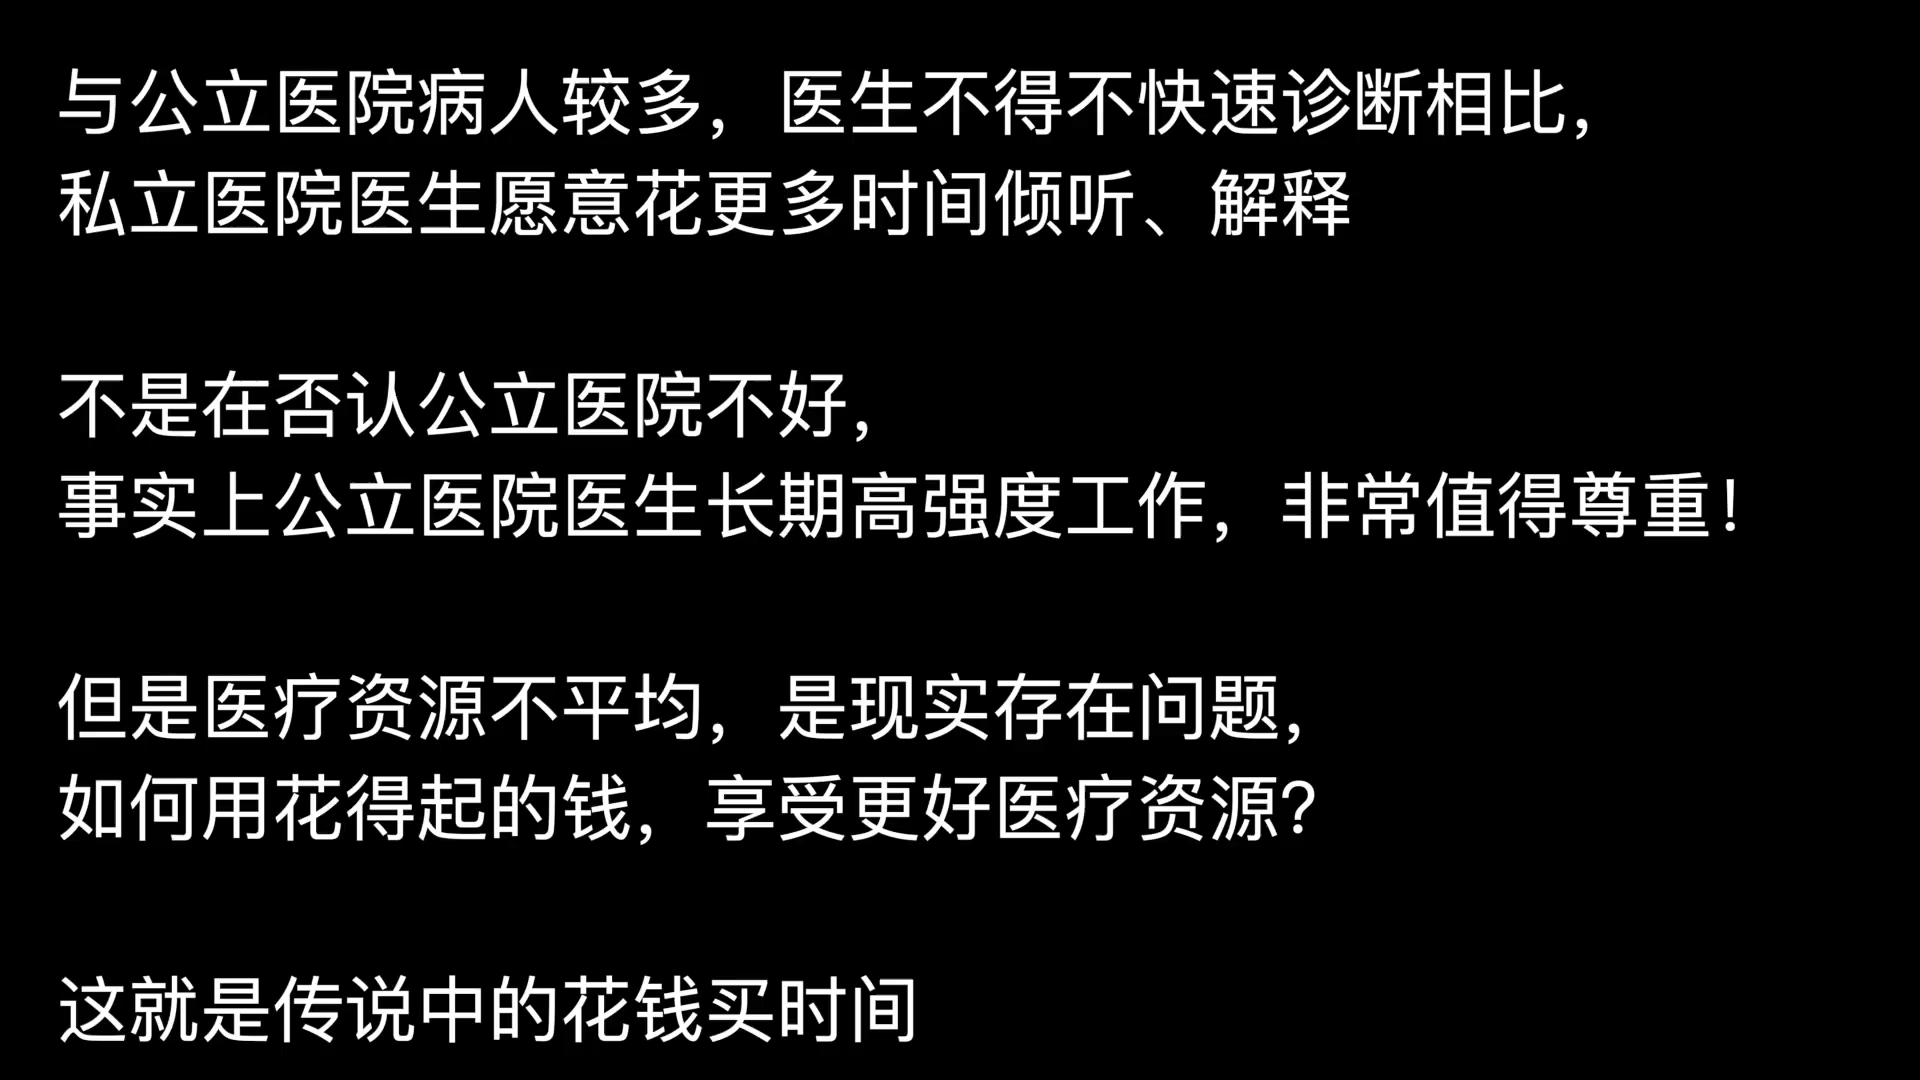 与公立医院病人较多，医生不得不快速诊断相比，
私立医院医生愿意花更多时间倾听、解释
不是在否认公立医院不好，
事实上公立医院医生长期高强度工作，非常值得尊重！
但是医疗资源不平均，是现实存在问题，
如何用花得起的钱，享受更好医疗资源？
这就是传说中的花钱买时间